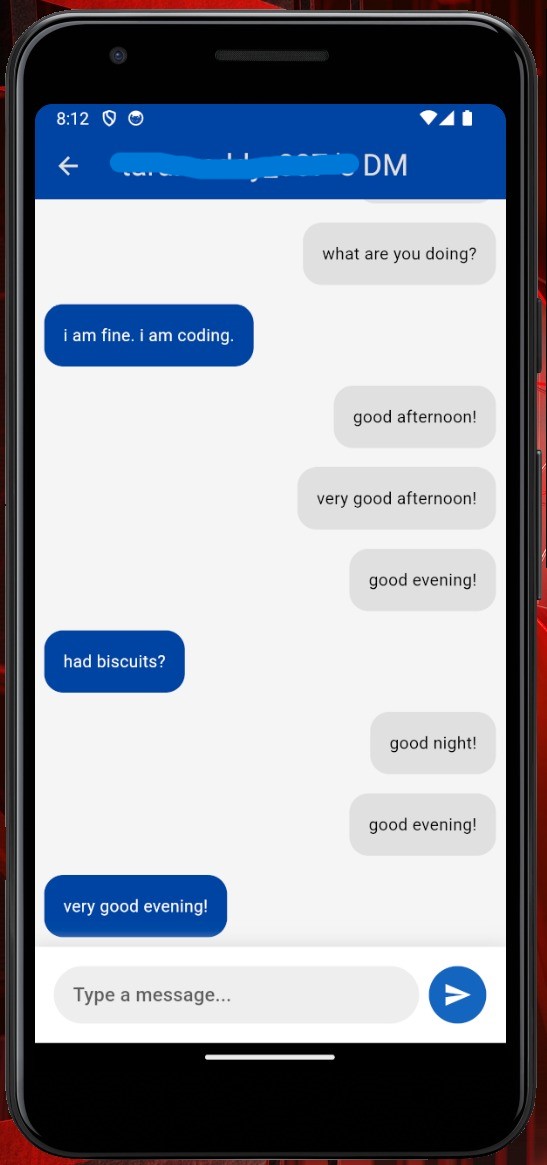 8:12
DM
what are you doing?
i am fine. i am coding.
good afternoon!
very good afternoon!
good evening!
had biscuits?
good night!
good evening!
very good evening!
Type a message...